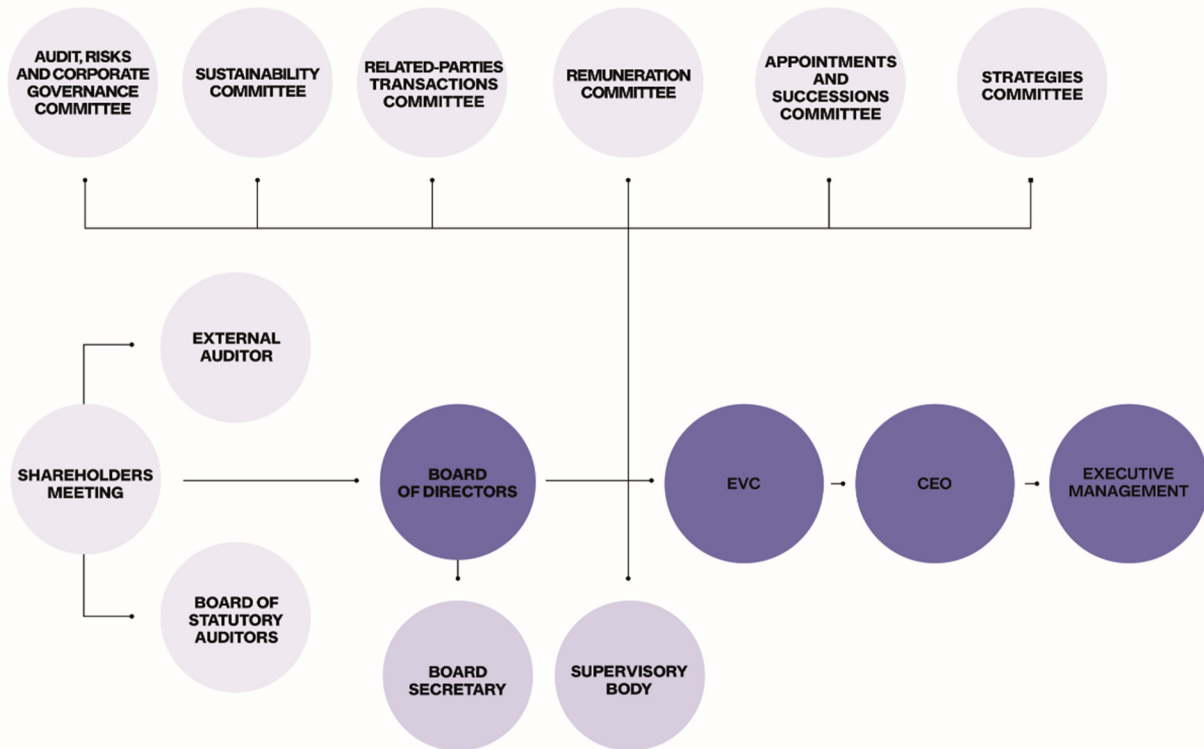 AUDIT, RISKS
AND CORPORATE
GOVERNANCE
COMMITTEE
SUSTAINABILITY
COMMITTEE
RELATED-PARTIES
TRANSACTIONS
COMMITTEE
REMUNERATION
COMMITTEE
APPOINTMENTS
AND
SUCCESSIONS
COMMITTEE
STRATEGIES
COMMITTEE
EXTERNAL
AUDITOR
SHAREHOLDERS
MEETING
BOARD
OF DIRECTORS
EVC
CEO
EXECUTIVE
MANAGEMENT
BOARD OF
STATUTORY
AUDITORS
BOARD
SECRETARY
SUPERVISORY
BODY